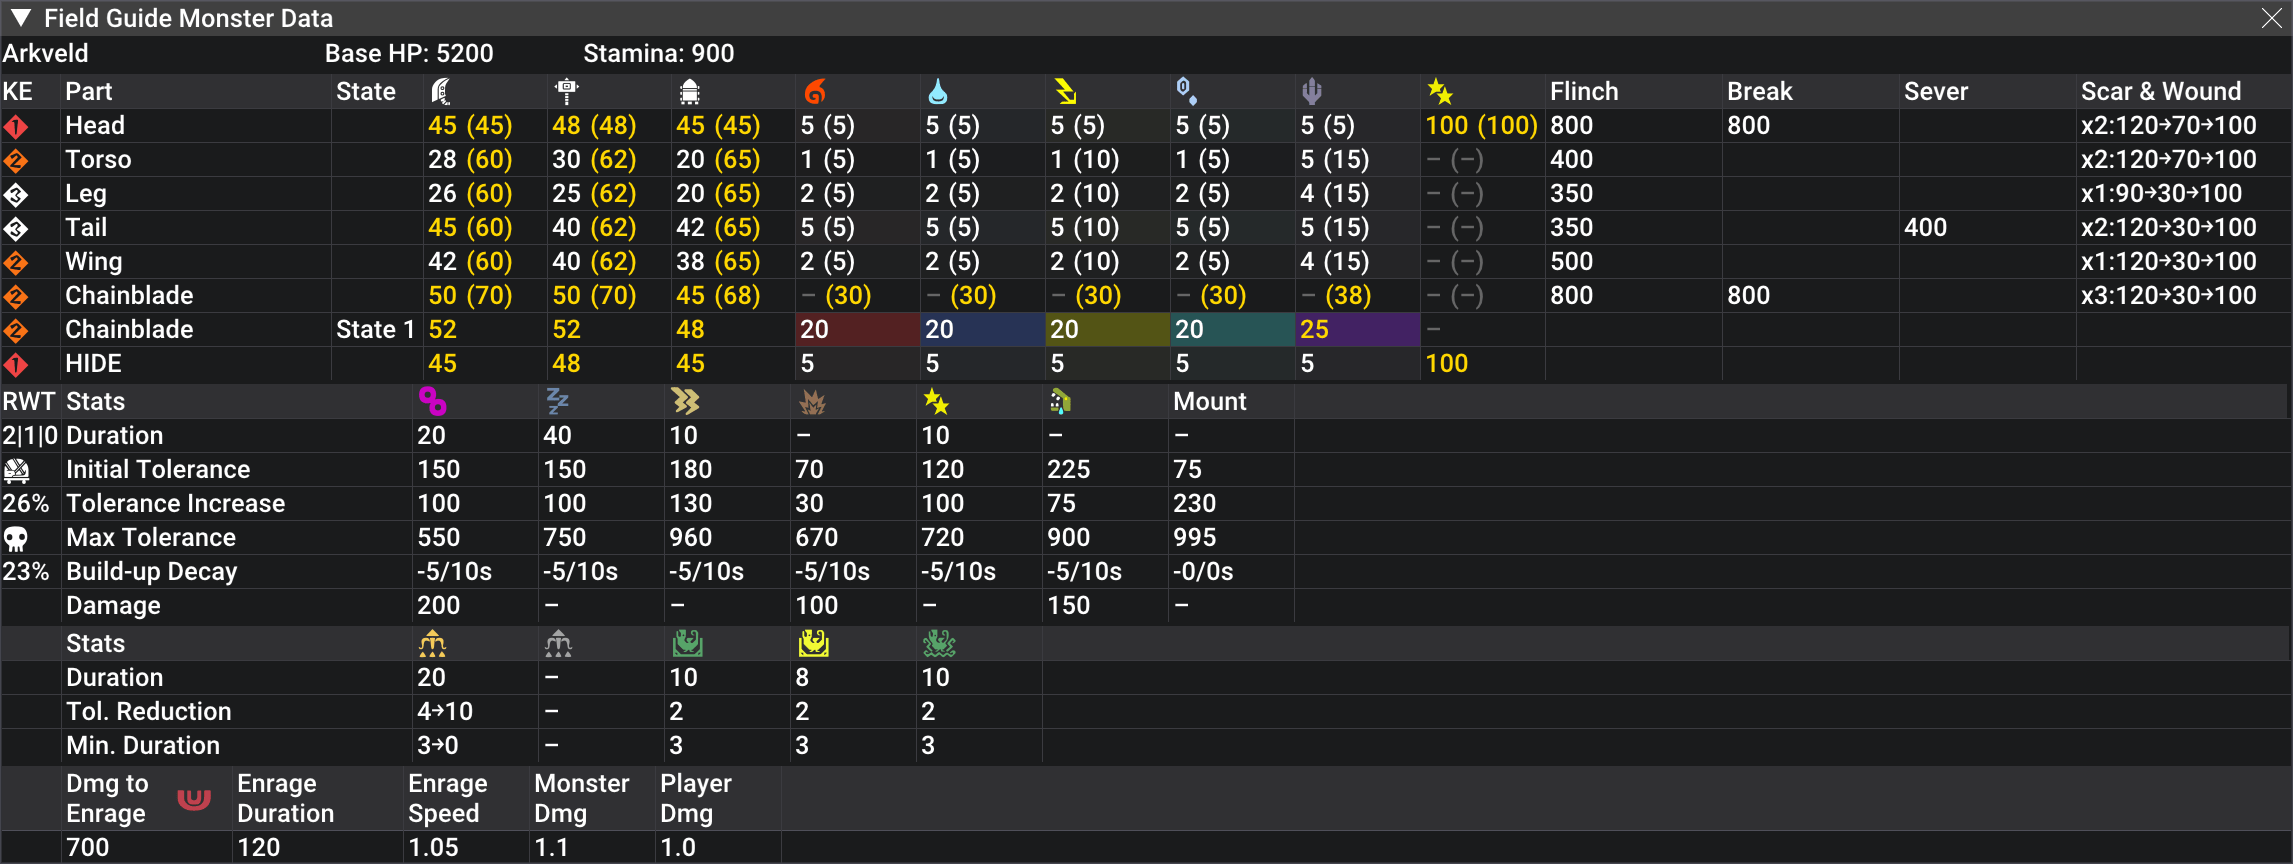 Field Guide Monster Data
Arkveld Base HP: 5200 Stamina: 900
KE Part State Flinch Break Sever Scar & Wound
1 Head 45 (45) 48 (48) 45 (45) 5 (5) 5 (5) 5 (5) 5 (5) 5 (5) 100 (100) 800 800 x2:120→70→100
2 Torso 28 (60) 30 (62) 20 (65) 1 (5) 1 (5) 1 (10) 1 (5) 5 (15) – (–) 400 x2:120→70→100
3 Leg 26 (60) 25 (62) 20 (65) 2 (5) 2 (5) 2 (10) 2 (5) 4 (15) – (–) 350 x1:90→30→100
3 Tail 45 (60) 40 (62) 42 (65) 5 (5) 5 (5) 5 (10) 5 (5) 5 (15) – (–) 350 400 x2:120→30→100
2 Wing 42 (60) 40 (62) 38 (65) 2 (5) 2 (5) 2 (10) 2 (5) 4 (15) – (–) 500 x1:120→30→100
2 Chainblade 50 (70) 50 (70) 45 (68) – (30) – (30) – (30) – (30) – (38) – (–) 800 800 x3:120→30→100
2 Chainblade State 1 52 52 48 20 20 20 20 25 –
1 HIDE 45 48 45 5 5 5 5 5 100
RWT Stats Mount
2|1|0 Duration 20 40 10 – 10 – –
Initial Tolerance 150 150 180 70 120 225 75
26% Tolerance Increase 100 100 130 30 100 75 230
Max Tolerance 550 750 960 670 720 900 995
23% Build-up Decay -5/10s -5/10s -5/10s -5/10s -5/10s -5/10s -0/0s
Damage 200 – – 100 – 150 –
Stats
Duration 20 – 10 8 10
Tol. Reduction 4→10 – 2 2 2
Min. Duration 3→0 – 3 3 3
Dmg to Enrage Enrage Duration Enrage Speed Monster Dmg Player Dmg
700 120 1.05 1.1 1.0